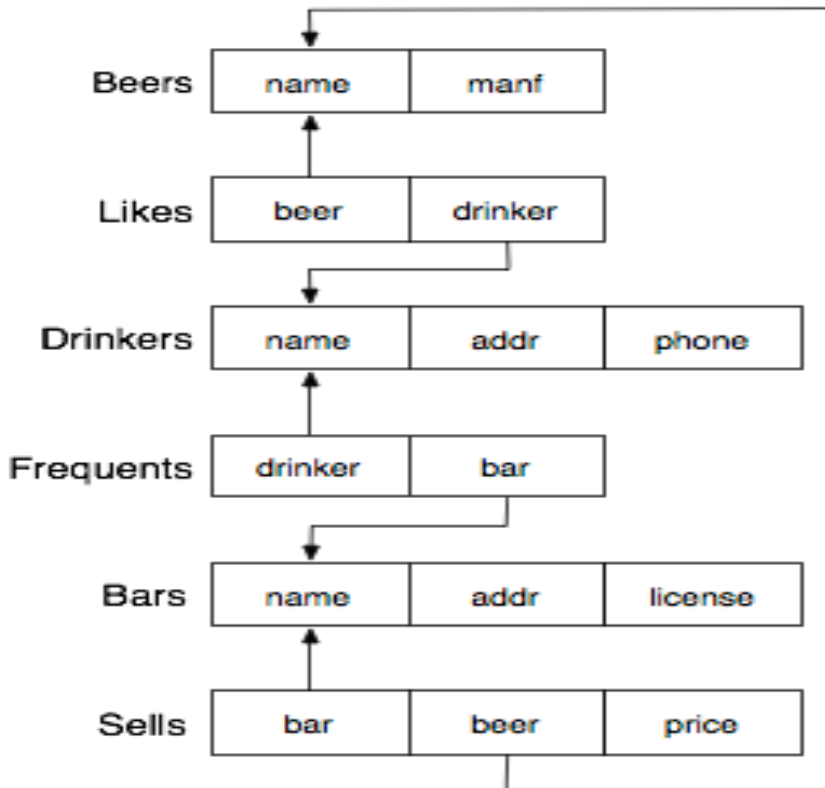 Beers name manf
Likes beer drinker
Drinkers name addr phone
Frequents drinker bar
Bars name addr license
Sells bar beer price